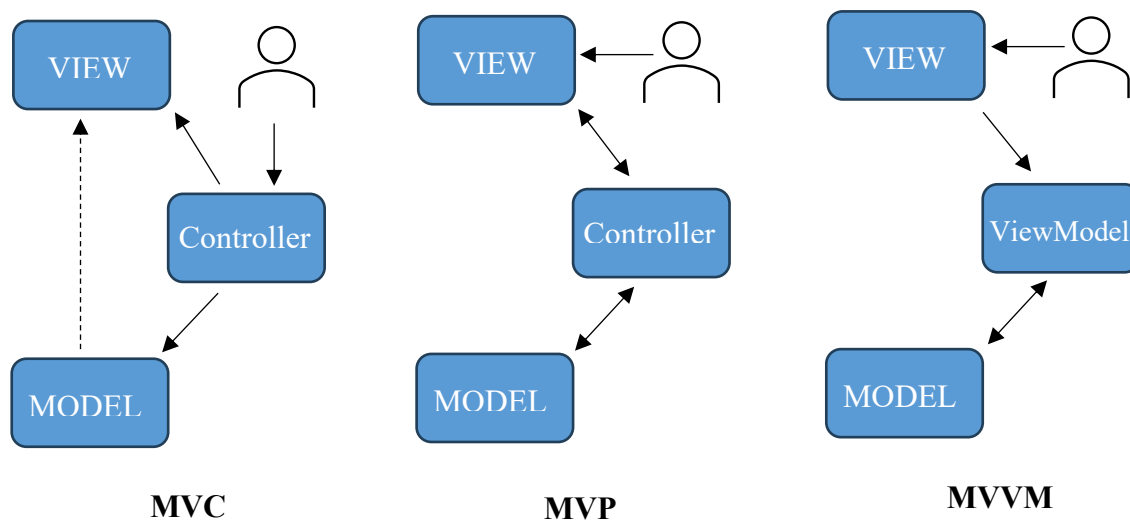 VIEW
Controller
MODEL
MVC
VIEW
Controller
MODEL
MVP
VIEW
ViewModel
MODEL
MVVM